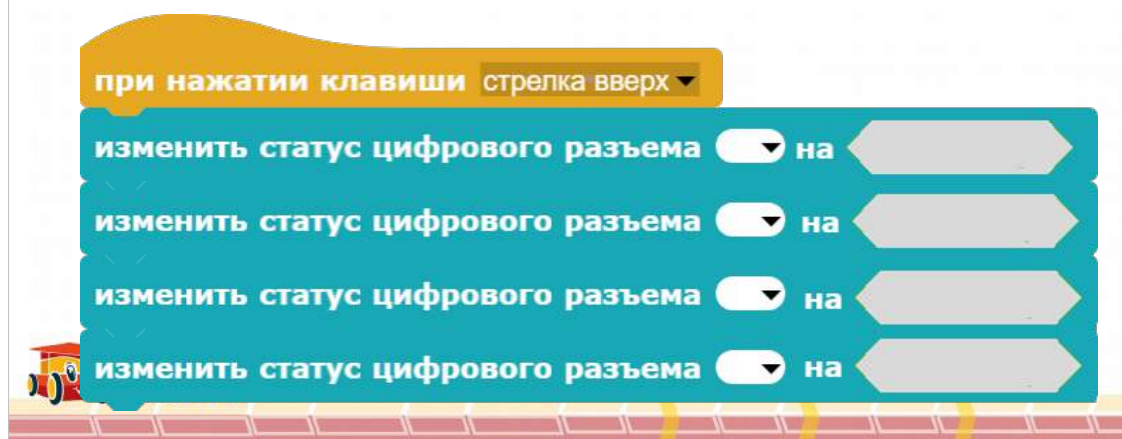 при нажатии клавиши стрелка вверх
изменить статус цифрового разъема на
изменить статус цифрового разъема на
изменить статус цифрового разъема на
изменить статус цифрового разъема на